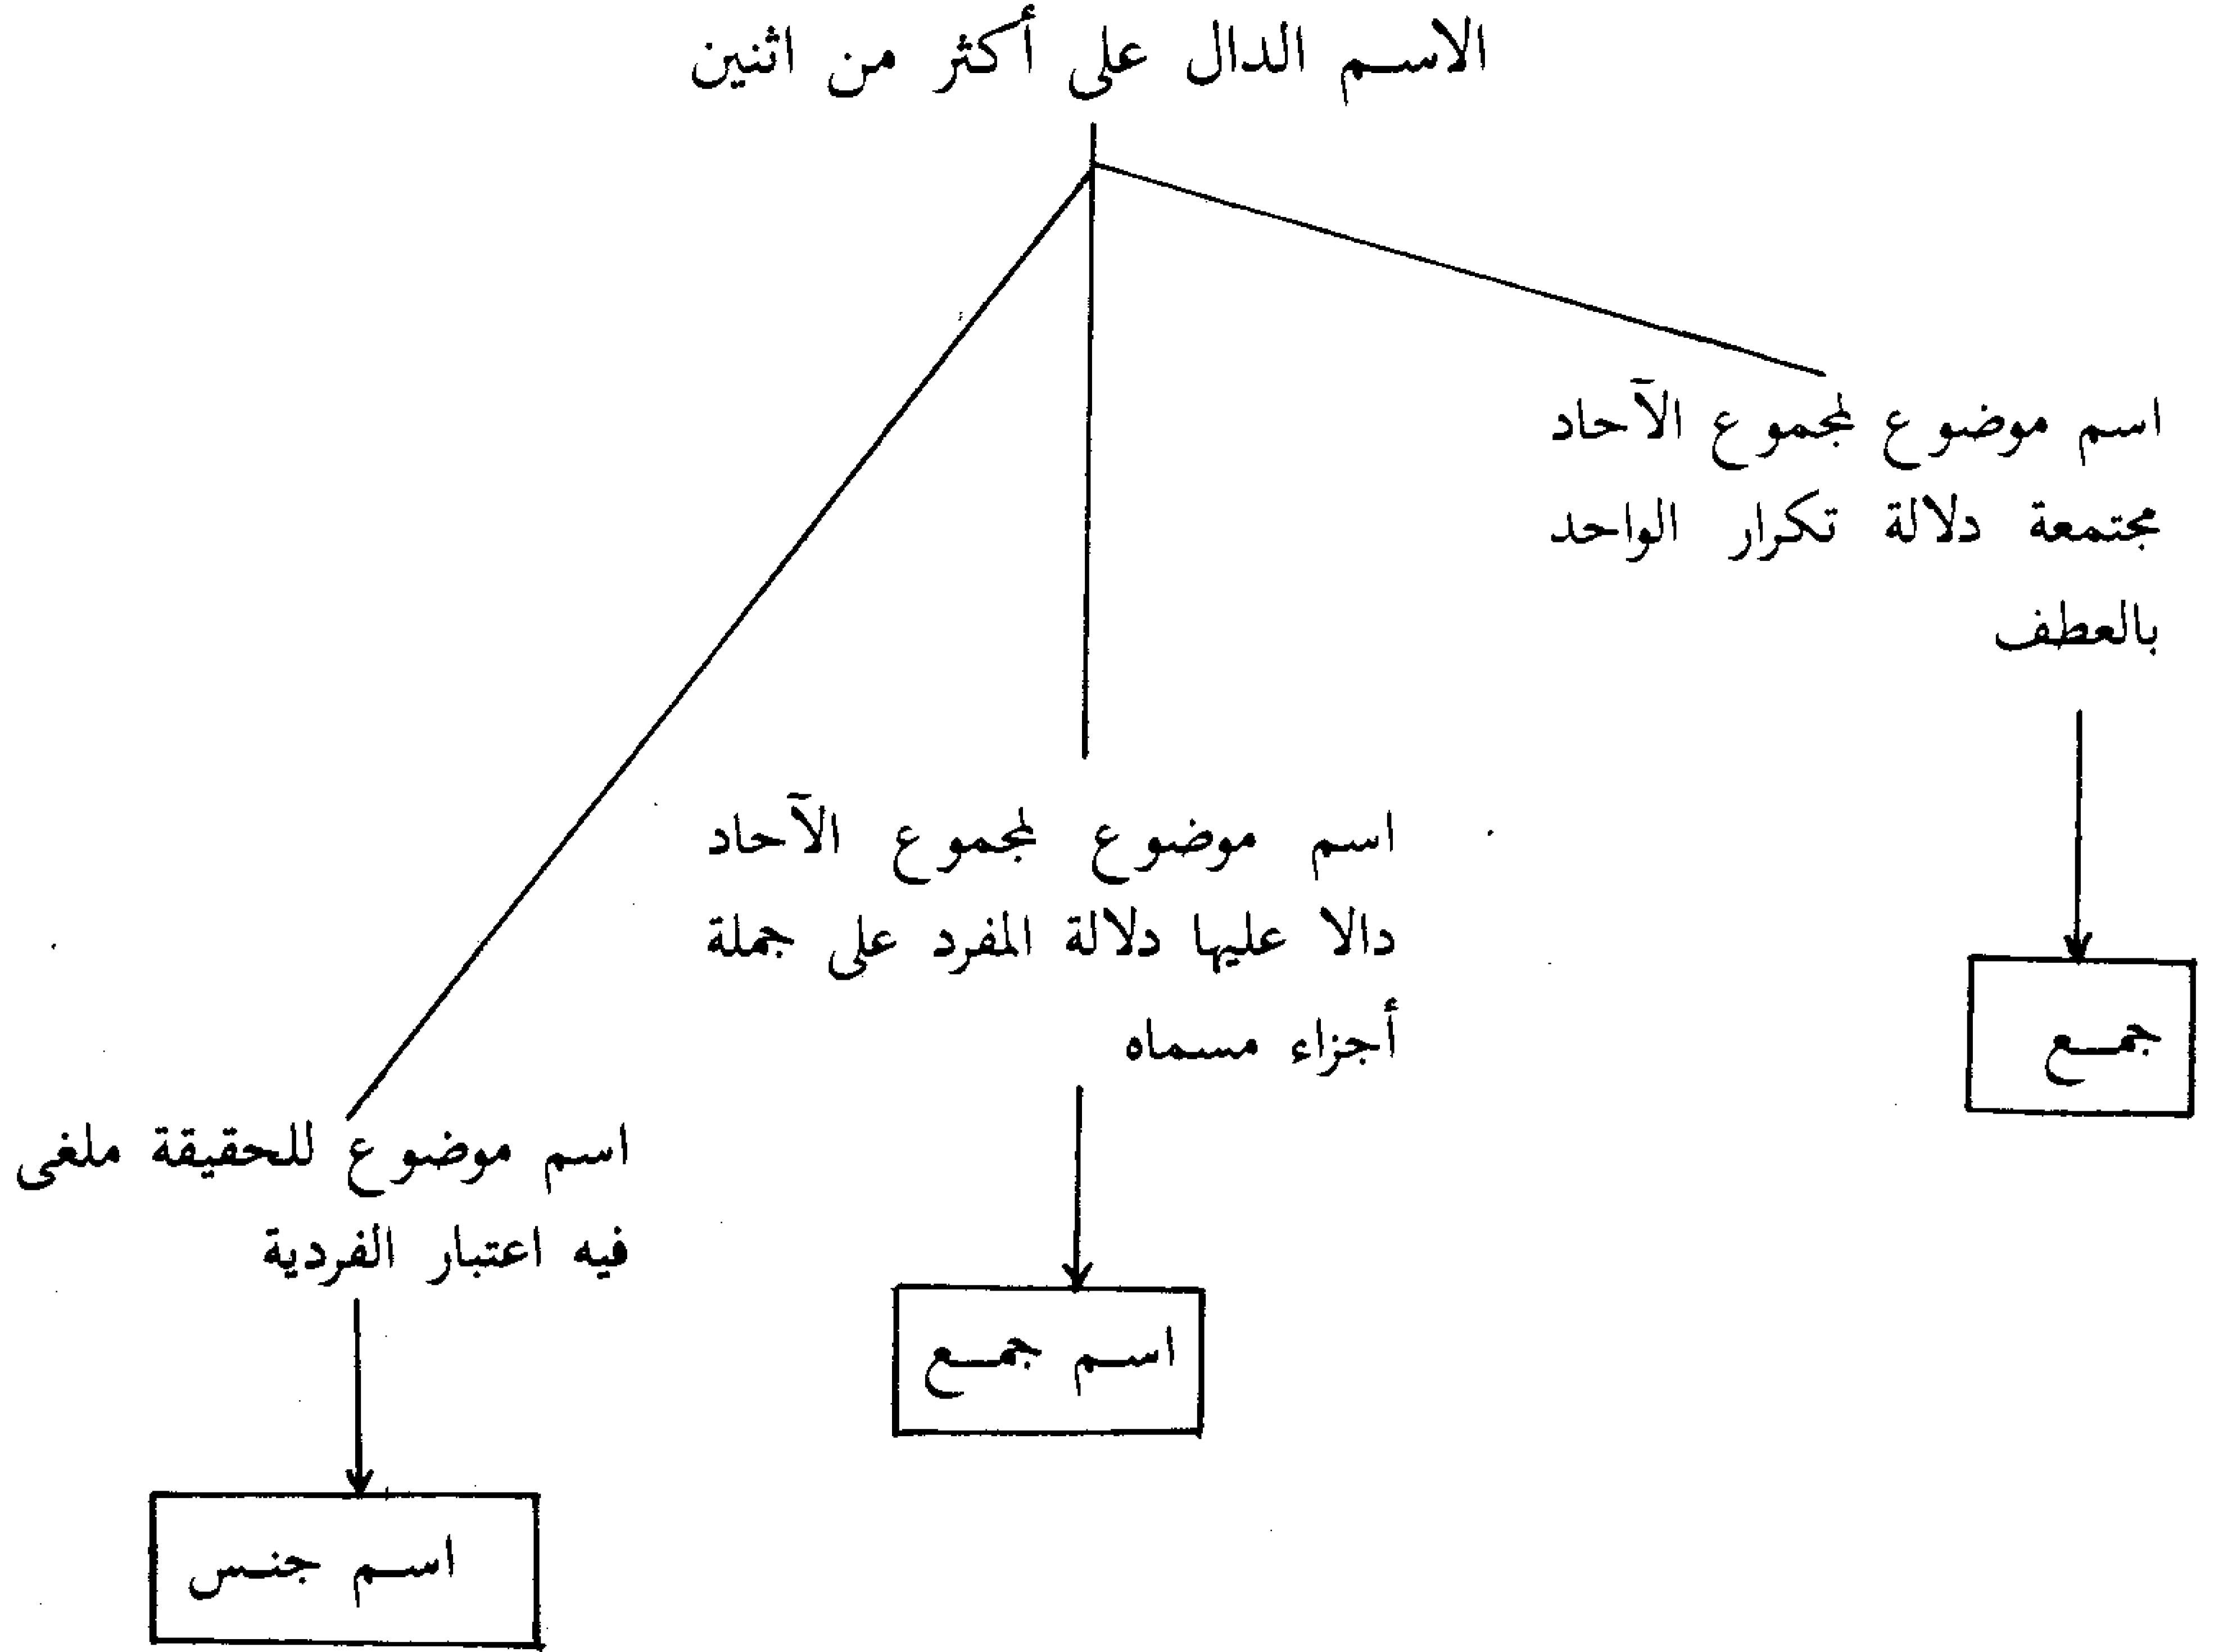 الاسم الدال على أكثر من اثنين
اسم موضوع لمجموع الآحاد
مجتمعة دلالة تكرار الواحد
بالعطف
جمع
اسم موضوع لمجموع الآحاد
دالا عليها دلالة المفرد على جملة
أجزاء مسماه
اسم جمع
اسم موضوع للحقيقة ملغى
فيه اعتبار الفردية
اسم جنس